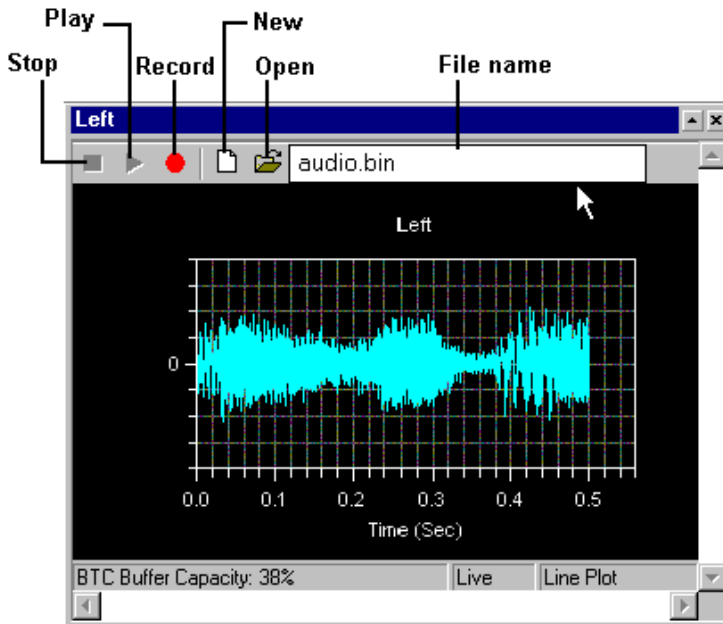 Play
New
Stop
Record
Open
File name
Left
audio.bin
Left
0
0.0 0.1 0.2 0.3 0.4 0.5
Time (Sec)
BTC Buffer Capacity: 38% Live Line Plot